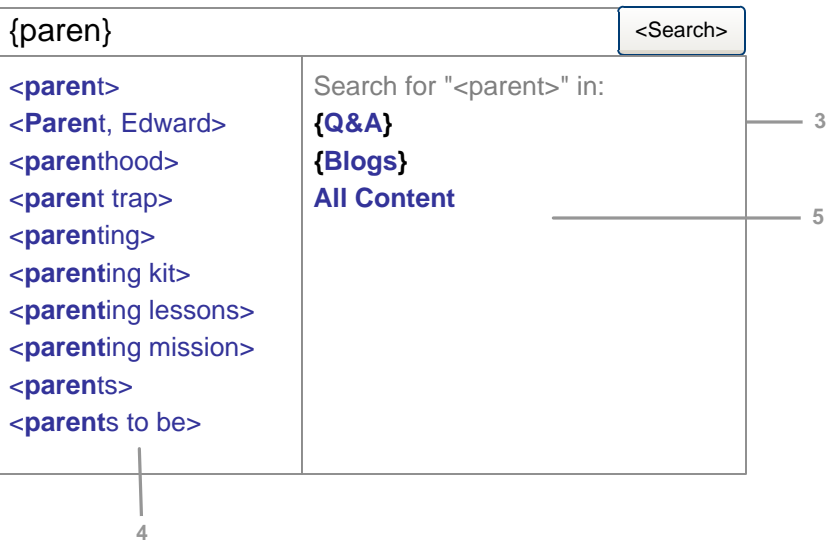 {paren}
<Search>
<parent>
<Parent, Edward>
<parenthood>
<parent trap>
<parenting>
<parenting kit>
<parenting lessons>
<parenting mission>
<parents>
<parents to be>
Search for "<parent>" in:
{Q&A}
{Blogs}
All Content
3
5
4